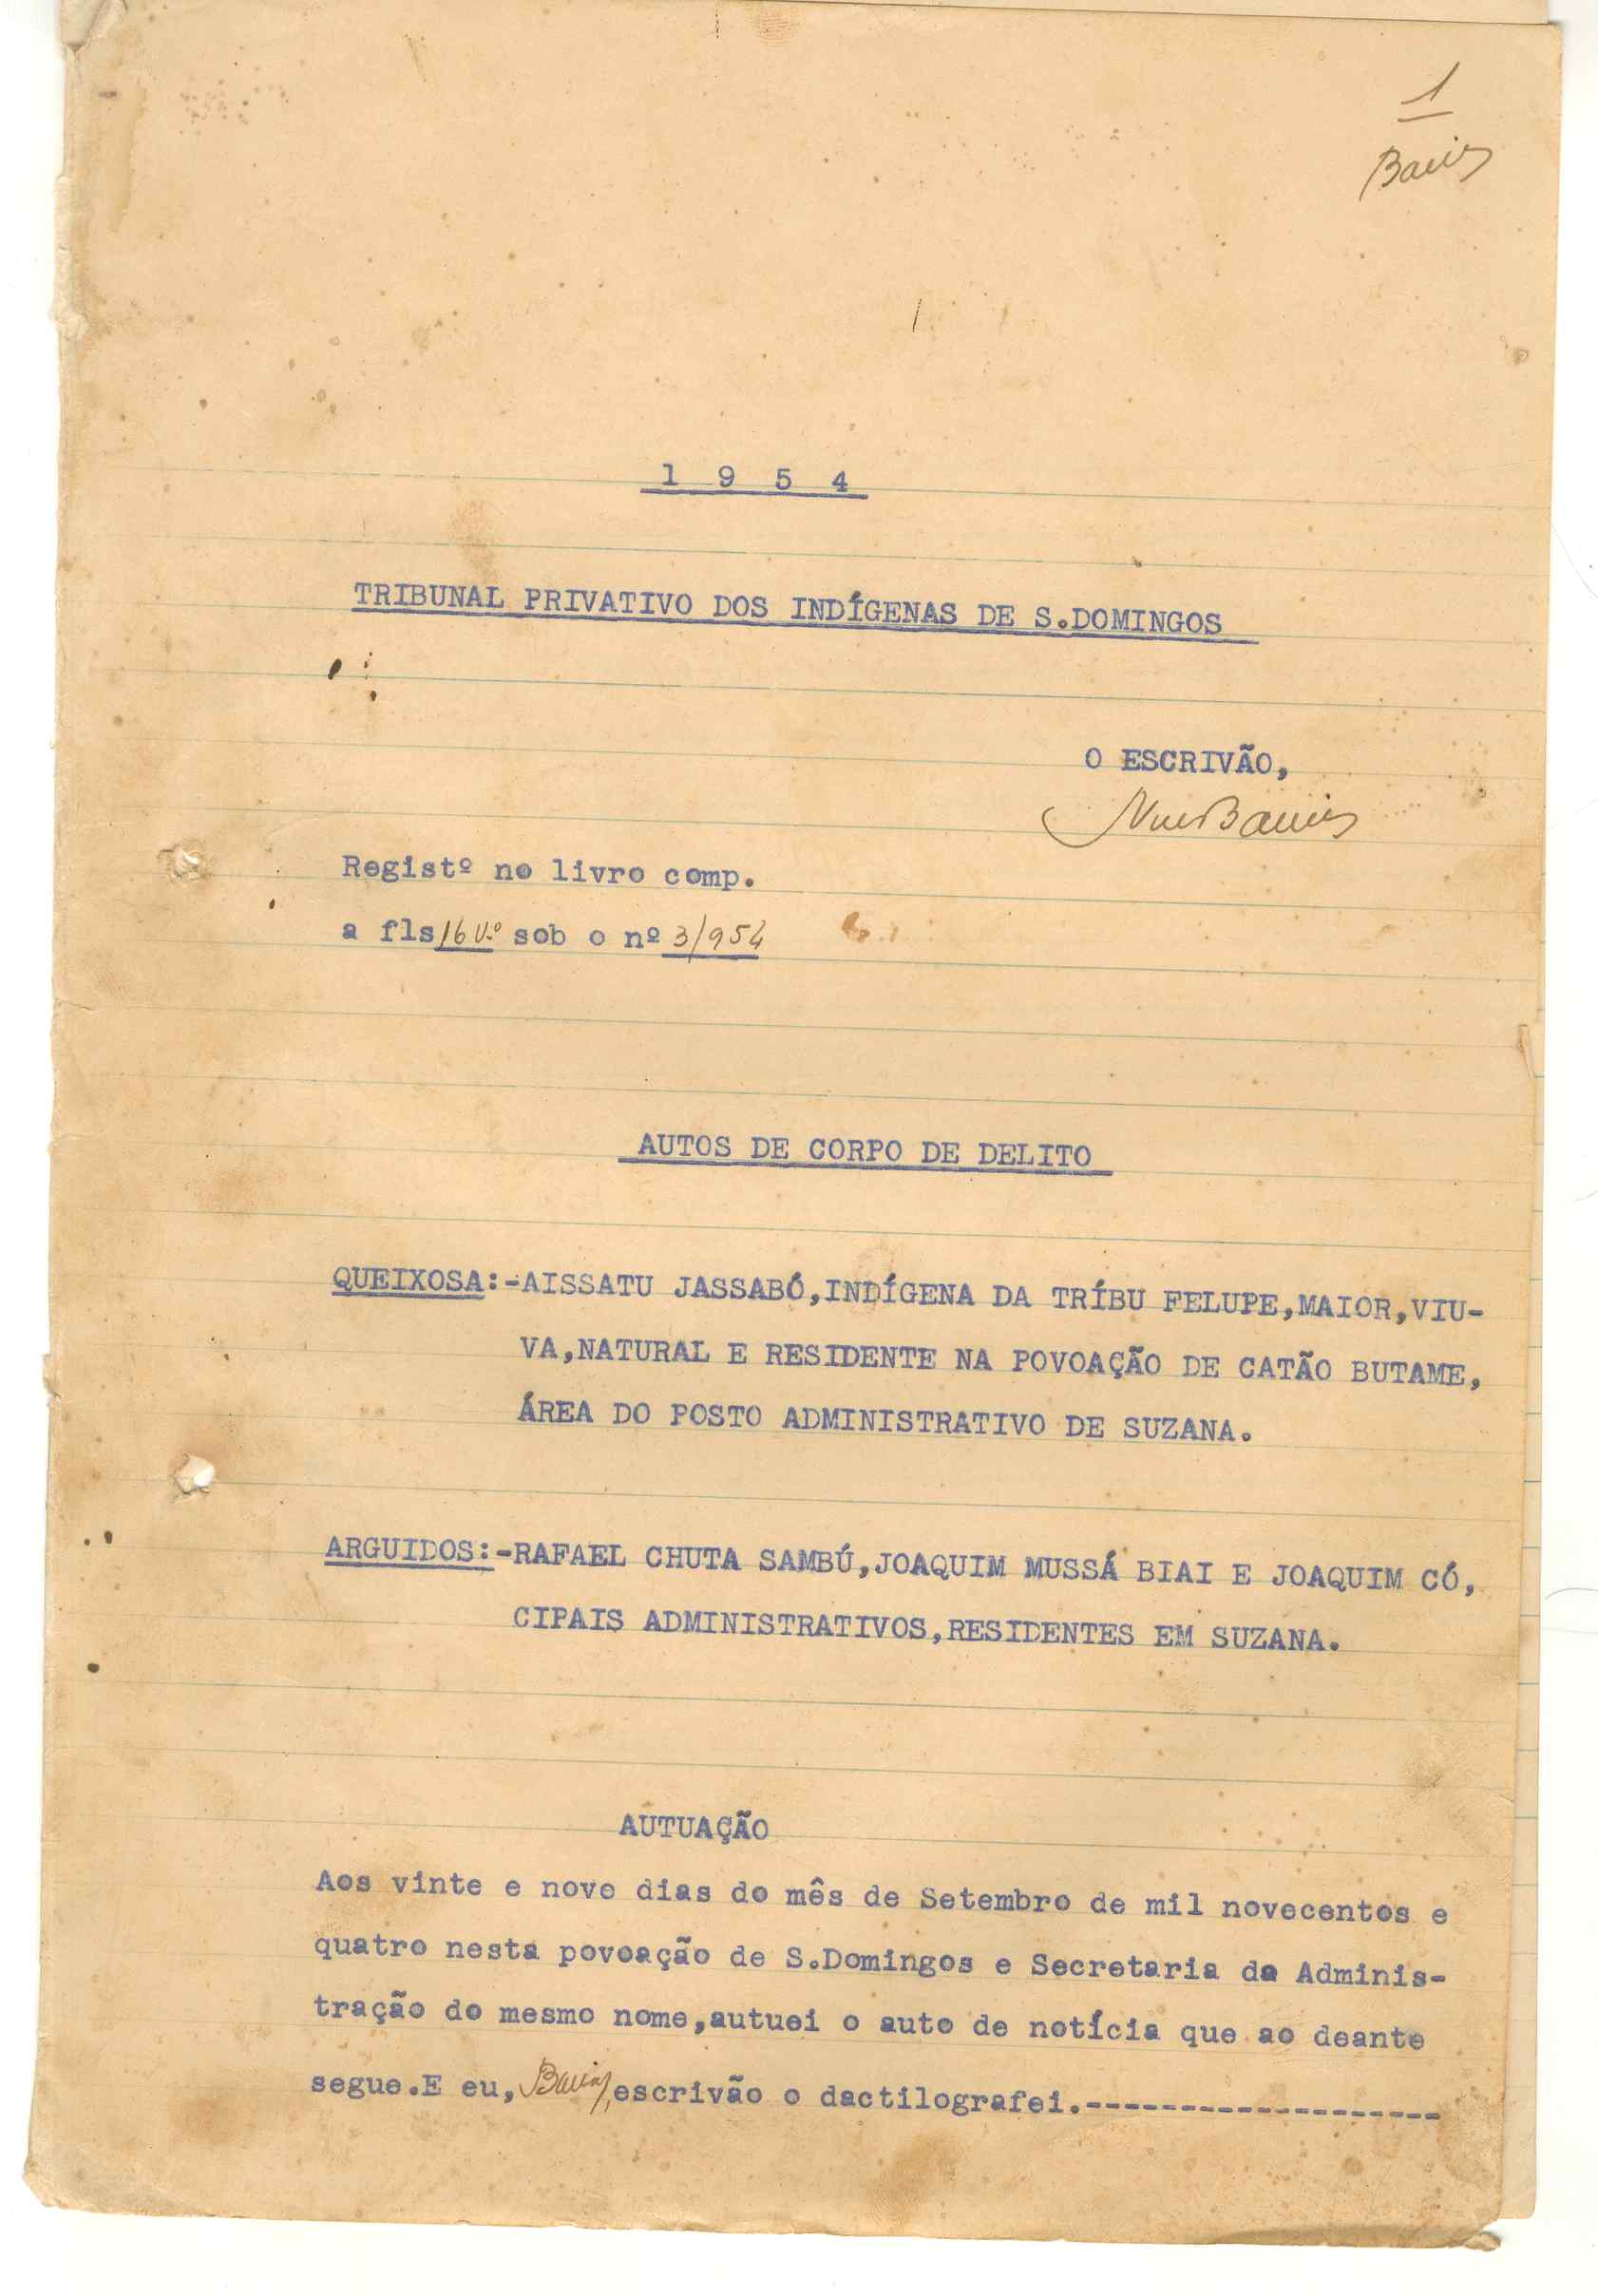 1
1 9 5 4
TRIBUNAL PRIVATIVO DOS INDÍGENAS DE S.DOMINGOS
O ESCRIVÃO,
Registº no livro comp.
a fls 16 Vº sob o nº 3/954
AUTOS DE CORPO DE DELITO
QUEIXOSA:-AISSATU JASSABÓ,INDÍGENA DA TRÍBU FELUPE,MAIOR,VIU-
VA,NATURAL E RESIDENTE NA POVOAÇÃO DE CATÃO BUTAME,
ÁREA DO POSTO ADMINISTRATIVO DE SUZANA.
ARGUIDOS:-RAFAEL CHUTA SAMBÚ,JOAQUIM MUSSÁ BIAI E JOAQUIM CÓ,
CIPAIS ADMINISTRATIVOS,RESIDENTES EM SUZANA.
AUTUAÇÃO
Aos vinte e nove dias do mês de Setembro de mil novecentos e
quatro nesta povoação de S.Domingos e Secretaria da Adminis-
tração do mesmo nome,autuei o auto de notícia que ao deante
segue.E eu, escrivão o dactilografei.-------------------